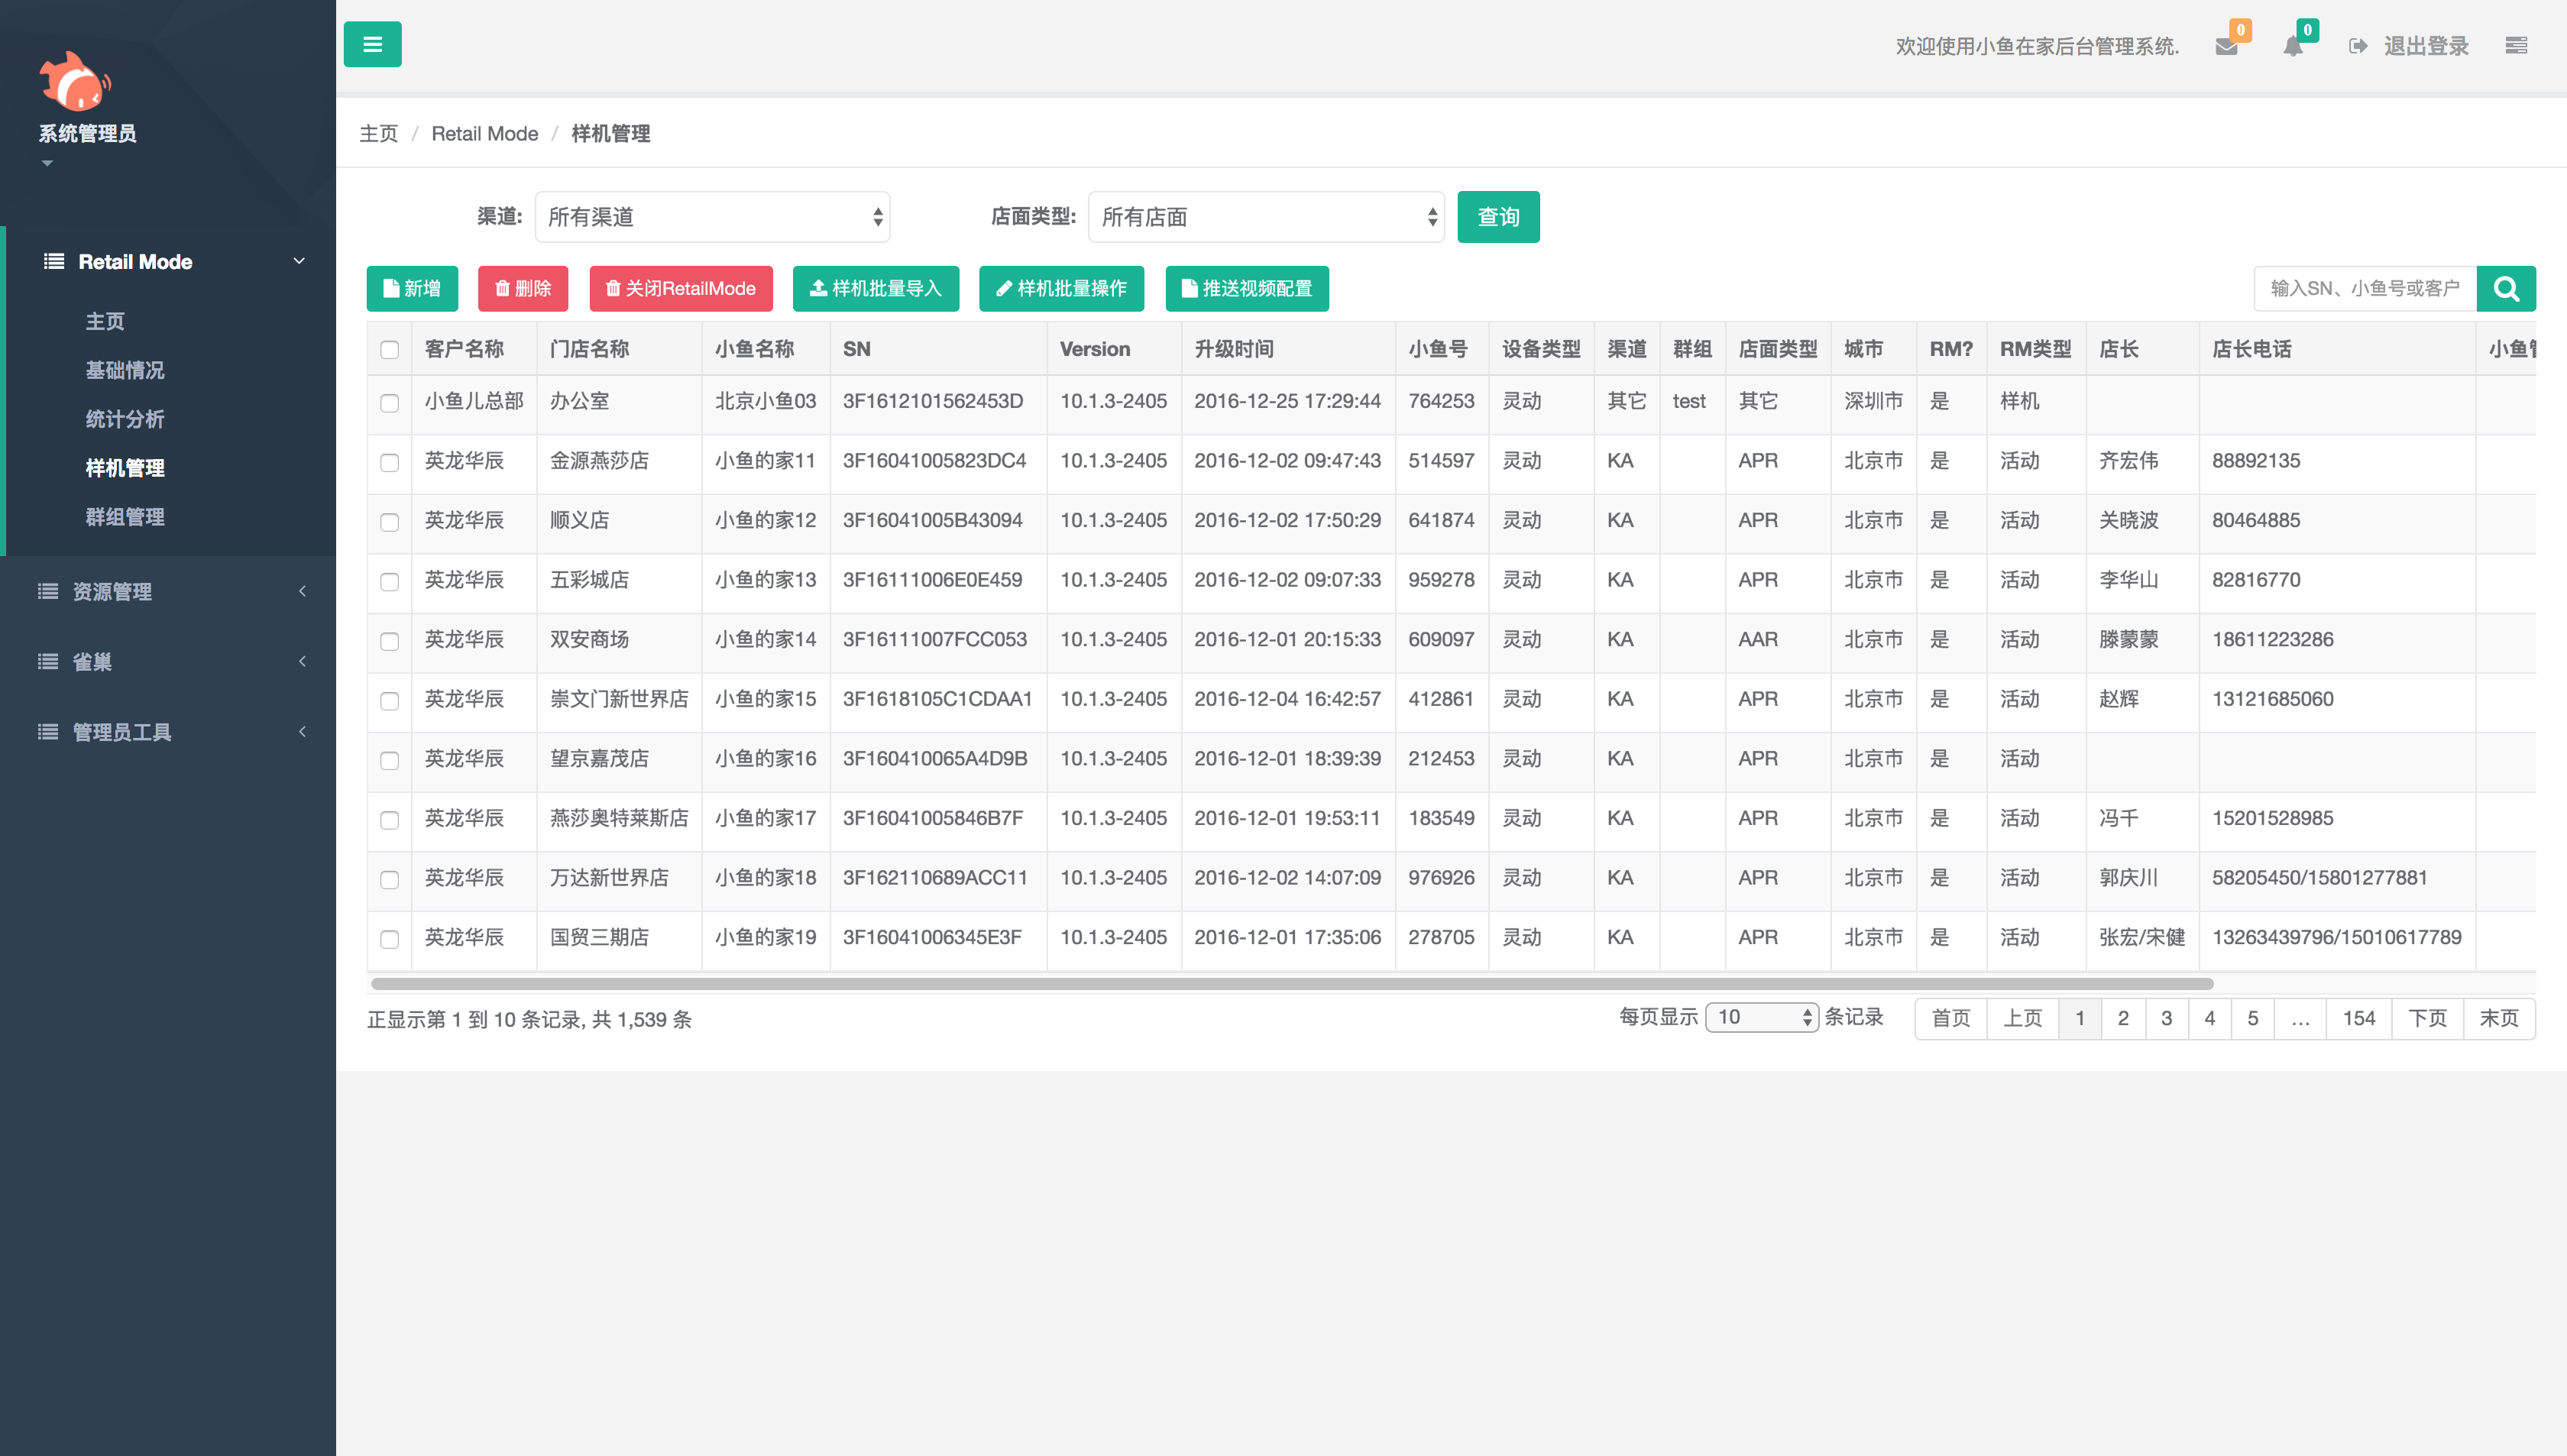 欢迎使用小鱼在家后台管理系统.
0
0
退出登录
系统管理员
Retail Mode
主页
基础情况
统计分析
样机管理
群组管理
资源管理
雀巢
管理员工具
主页 / Retail Mode / 样机管理
渠道: 所有渠道 店面类型: 所有店面 查询
新增 删除 关闭RetailMode 样机批量导入 样机批量操作 推送视频配置 输入SN、小鱼号或客户
客户名称 门店名称 小鱼名称 SN Version 升级时间 小鱼号 设备类型 渠道 群组 店面类型 城市 RM? RM类型 店长 店长电话 小鱼
小鱼儿总部 办公室 北京小鱼03 3F1612101562453D 10.1.3-2405 2016-12-25 17:29:44 764253 灵动 其它 test 其它 深圳市 是 样机
英龙华辰 金源燕莎店 小鱼的家11 3F16041005823DC4 10.1.3-2405 2016-12-02 09:47:43 514597 灵动 KA APR 北京市 是 活动 齐宏伟 88892135
英龙华辰 顺义店 小鱼的家12 3F16041005B43094 10.1.3-2405 2016-12-02 17:50:29 641874 灵动 KA APR 北京市 是 活动 关晓波 80464885
英龙华辰 五彩城店 小鱼的家13 3F16111006E0E459 10.1.3-2405 2016-12-02 09:07:33 959278 灵动 KA APR 北京市 是 活动 李华山 82816770
英龙华辰 双安商场 小鱼的家14 3F16111007FCC053 10.1.3-2405 2016-12-01 20:15:33 609097 灵动 KA AAR 北京市 是 活动 滕蒙蒙 18611223286
英龙华辰 崇文门新世界店 小鱼的家15 3F1618105C1CDAA1 10.1.3-2405 2016-12-04 16:42:57 412861 灵动 KA APR 北京市 是 活动 赵辉 13121685060
英龙华辰 望京嘉茂店 小鱼的家16 3F160410065A4D9B 10.1.3-2405 2016-12-01 18:39:39 212453 灵动 KA APR 北京市 是 活动
英龙华辰 燕莎奥特莱斯店 小鱼的家17 3F16041005846B7F 10.1.3-2405 2016-12-01 19:53:11 183549 灵动 KA APR 北京市 是 活动 冯千 15201528985
英龙华辰 万达新世界店 小鱼的家18 3F162110689ACC11 10.1.3-2405 2016-12-02 14:07:09 976926 灵动 KA APR 北京市 是 活动 郭庆川 58205450/15801277881
英龙华辰 国贸三期店 小鱼的家19 3F16041006345E3F 10.1.3-2405 2016-12-01 17:35:06 278705 灵动 KA APR 北京市 是 活动 张宏/宋健 13263439796/15010617789
正显示第 1 到 10 条记录, 共 1,539 条 每页显示 10 条记录 首页 上页 1 2 3 4 5 ... 154 下页 末页